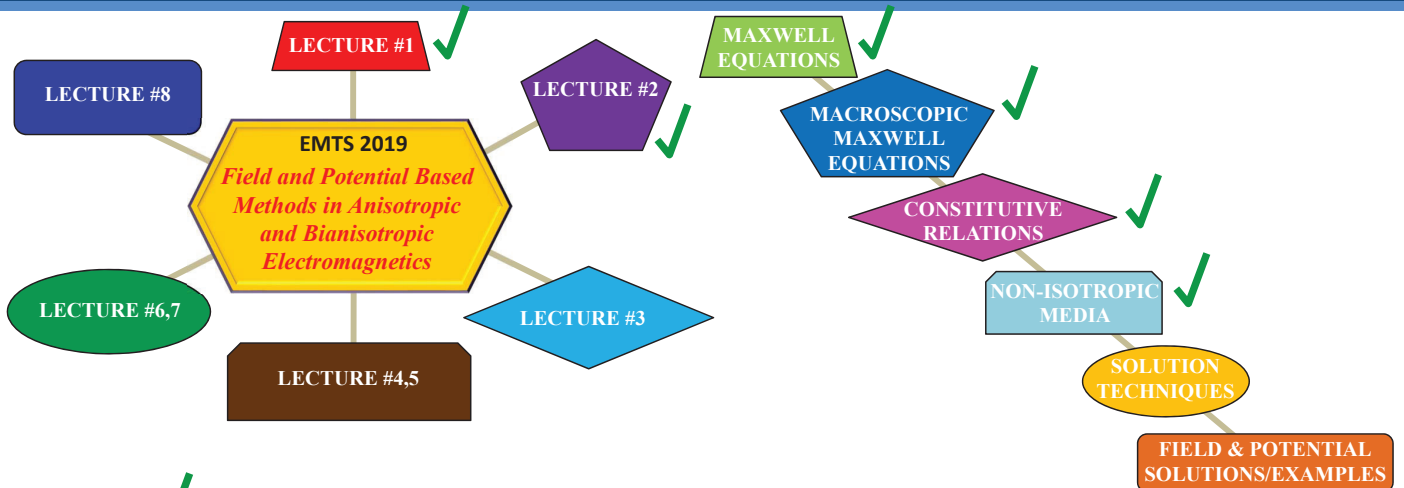 LECTURE #1
LECTURE #2
LECTURE #8
EMTS 2019
Field and Potential Based
Methods in Anisotropic
and Bianisotropic
Electromagnetics
LECTURE #6,7
LECTURE #3
LECTURE #4,5
MAXWELL
EQUATIONS
MACROSCOPIC
MAXWELL
EQUATIONS
CONSTITUTIVE
RELATIONS
NON-ISOTROPIC
MEDIA
SOLUTION
TECHNIQUES
FIELD & POTENTIAL
SOLUTIONS/EXAMPLES